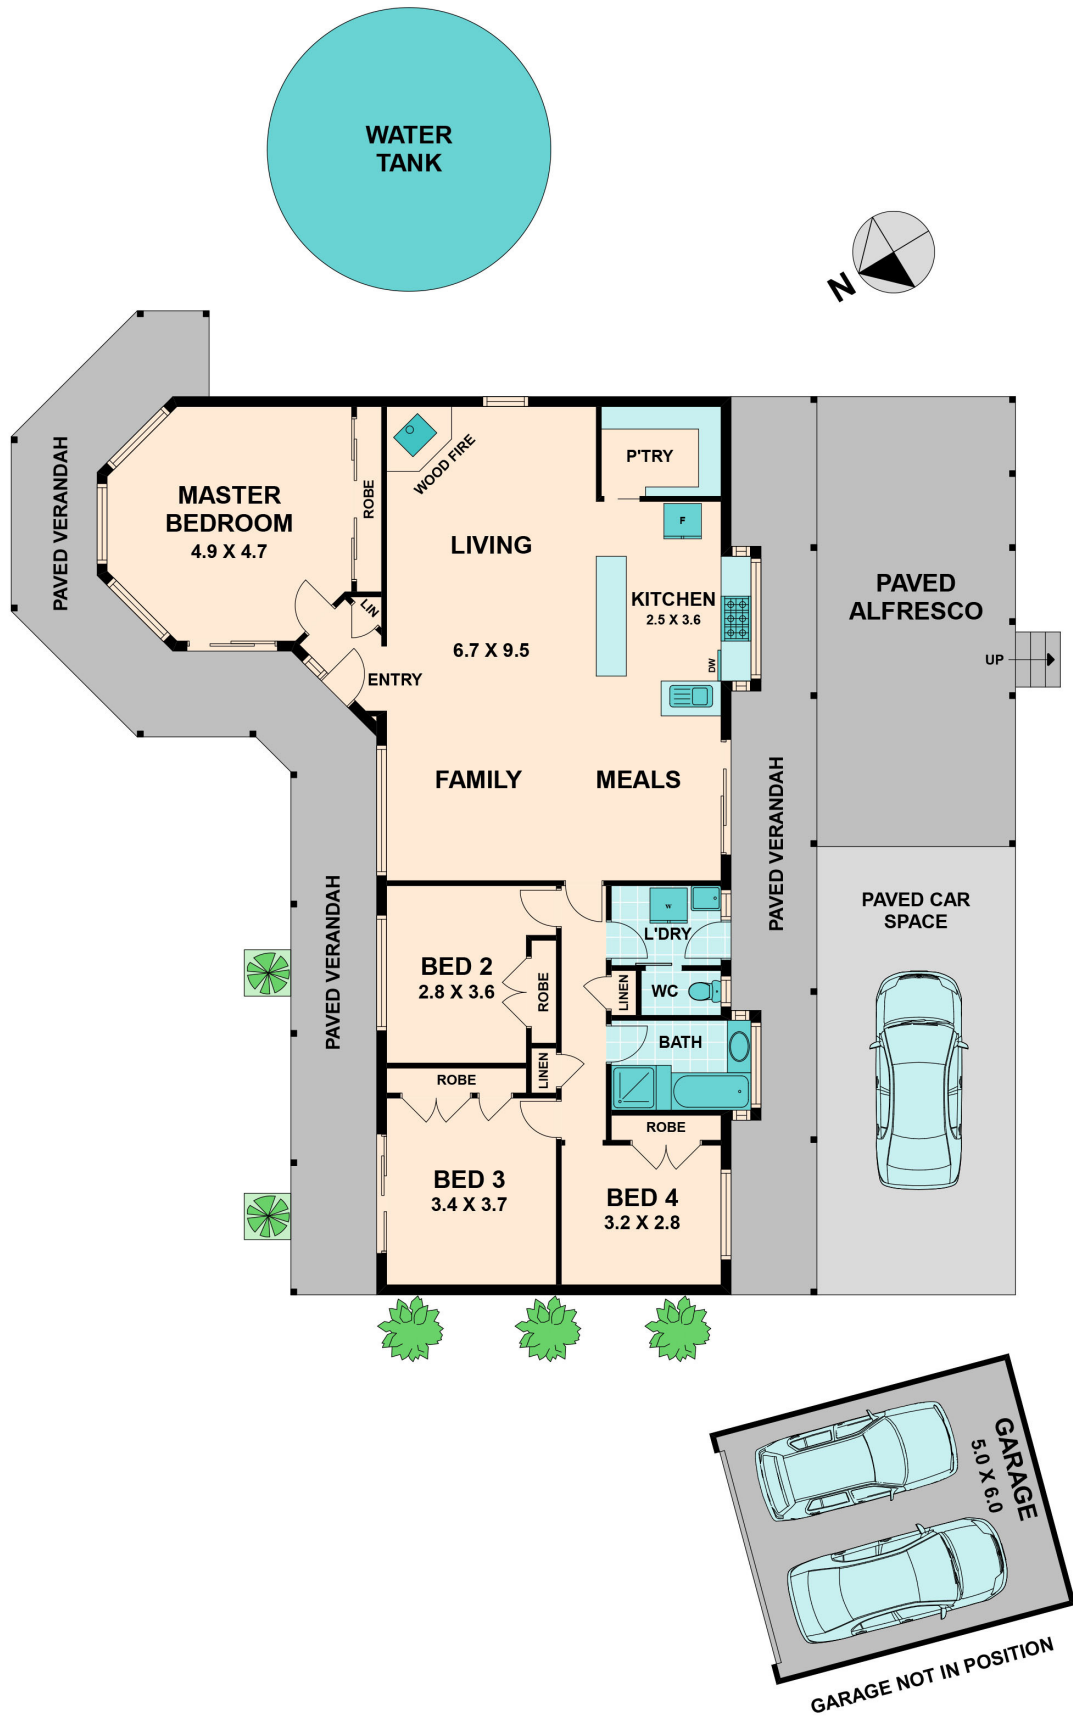 WATER
TANK
N
PAVED VERANDAH
MASTER
BEDROOM
4.9 X 4.7
ROBE
WOOD FIRE
P'TRY
F
LIVING
LIN
KITCHEN
2.5 X 3.6
PAVED
ALFRESCO
6.7 X 9.5
DW
UP
ENTRY
FAMILY
MEALS
PAVED VERANDAH
PAVED VERANDAH
PAVED CAR
SPACE
W
L'DRY
BED 2
2.8 X 3.6
ROBE
LINEN
WC
BATH
LINEN
ROBE
ROBE
BED 3
3.4 X 3.7
BED 4
3.2 X 2.8
GARAGE
5.0 X 6.0
GARAGE NOT IN POSITION